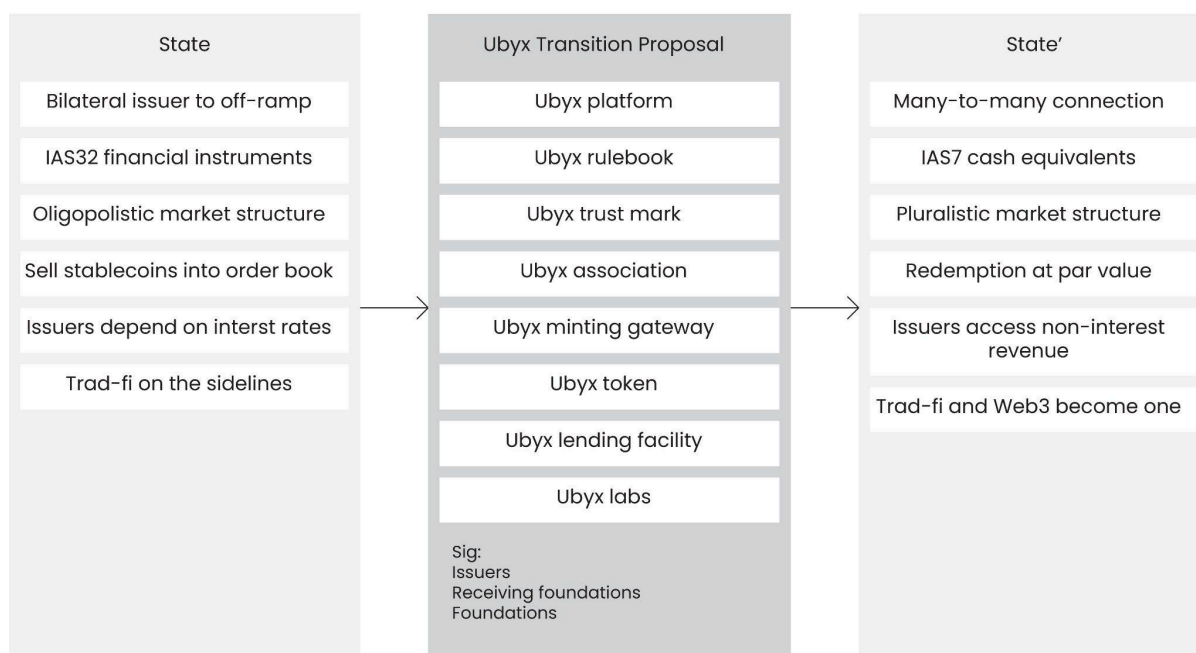 State
Bilateral issuer to off-ramp
IAS32 financial instruments
Oligopolistic market structure
Sell stablecoins into order book
Issuers depend on interst rates
Trad-fi on the sidelines
Ubyx Transition Proposal
Ubyx platform
Ubyx rulebook
Ubyx trust mark
Ubyx association
Ubyx minting gateway
Ubyx token
Ubyx lending facility
Ubyx labs
Sig:
Issuers
Receiving foundations
Foundations
State’
Many-to-many connection
IAS7 cash equivalents
Pluralistic market structure
Redemption at par value
Issuers access non-interest
revenue
Trad-fi and Web3 become one